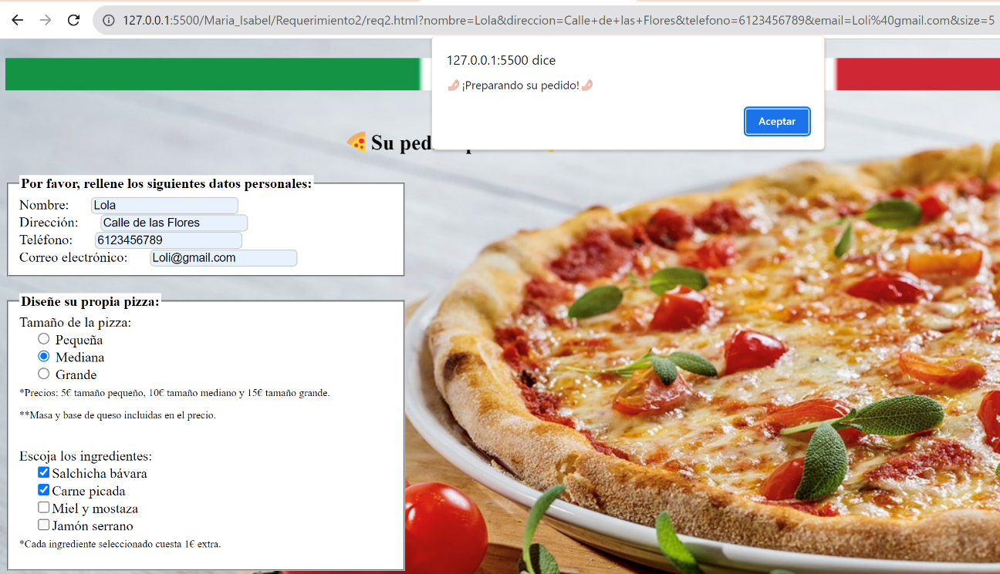 127.0.0.1:5500/Maria_Isabel/Requerimiento2/req2.html?nombre=Lola&direccion=Calle+de+las+Flores&telefono=6123456789&email=Loli%40gmail.com&size=5
127.0.0.1:5500 dice
¡Preparando su pedido!
Aceptar
🍕 Su
Por favor, rellene los siguientes datos personales:
Nombre: Lola
Dirección: Calle de las Flores
Teléfono: 6123456789
Correo electrónico: Loli@gmail.com
Diseñe su propia pizza:
Tamaño de la pizza:
Pequeña
Mediana
Grande
*Precios: 5€ tamaño pequeño, 10€ tamaño mediano y 15€ tamaño grande.
**Masa y base de queso incluidas en el precio.
Escoja los ingredientes:
Salchicha bávara
Carne picada
Miel y mostaza
Jamón serrano
*Cada ingrediente seleccionado cuesta 1€ extra.